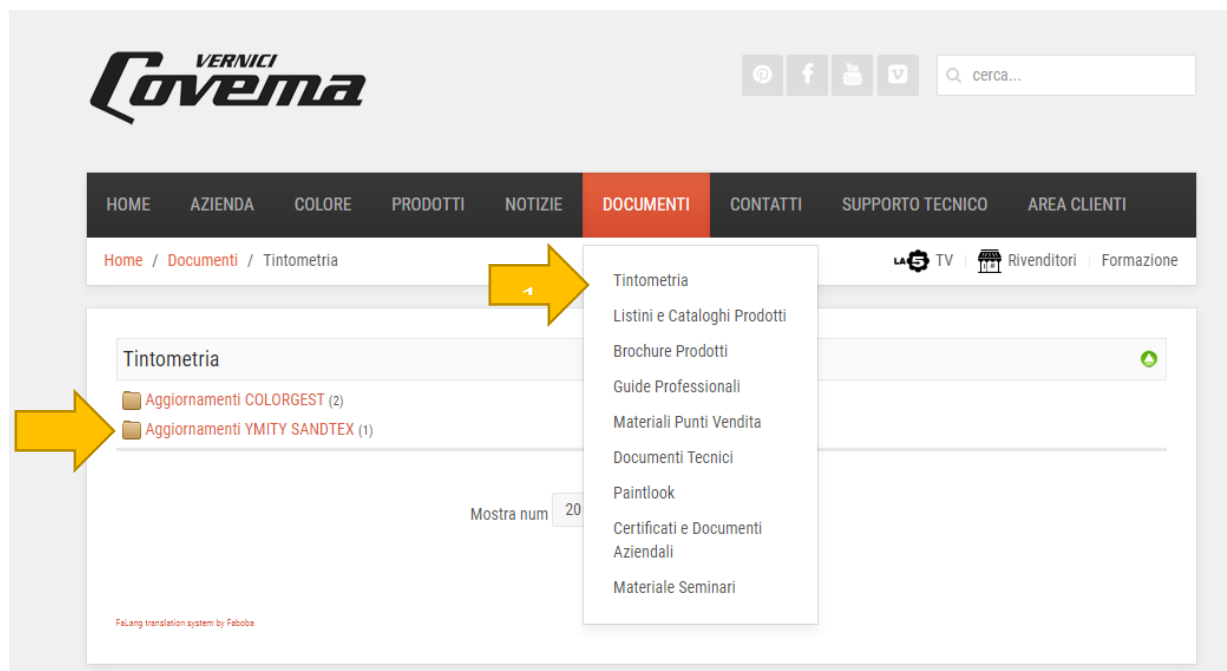 VERNICI
Covema
cerca...
HOME AZIENDA COLORE PRODOTTI NOTIZIE DOCUMENTI CONTATTI SUPPORTO TECNICO AREA CLIENTI
Home / Documenti / Tintometria
LA 5 TV Rivenditori Formazione
Tintometria
Listini e Cataloghi Prodotti
Brochure Prodotti
Guide Professionali
Materiali Punti Vendita
Documenti Tecnici
Paintlook
Certificati e Documenti
Aziendali
Materiale Seminari
Tintometria
Aggiornamenti COLORGEST (2)
Aggiornamenti YMITY SANDTEX (1)
Mostra num 20
FaLang translation system by Faboba